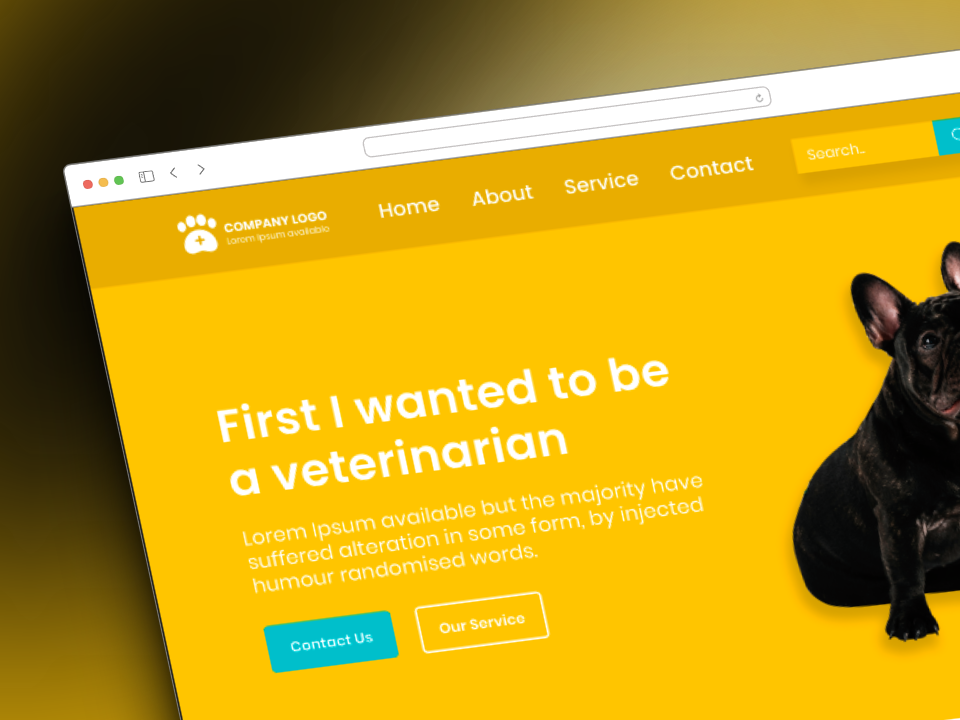 COMPANY LOGO
Lorem Ipsum available
Home
About
Service
Contact
Search..
First I wanted to be
a veterinarian
Lorem Ipsum available but the majority have
suffered alteration in some form, by injected
humour randomised words.
Contact Us
Our Service